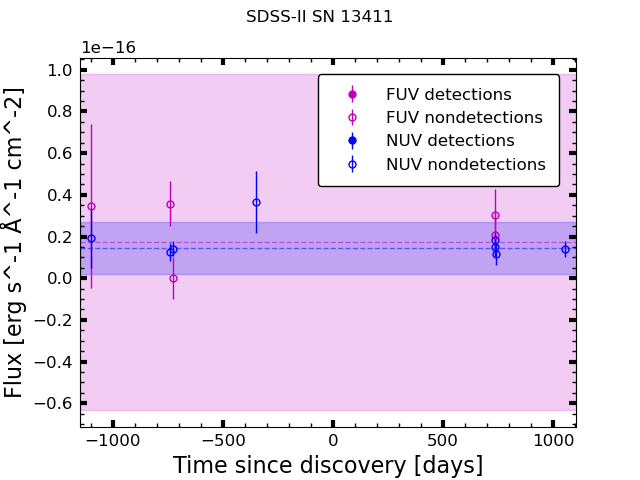 SDSS-II SN 13411
1e−16
1.0
0.8
0.6
0.4
0.2
0.0
−0.2
−0.4
−0.6
Flux [erg s^-1 Å^-1 cm^-2]
FUV detections
FUV nondetections
NUV detections
NUV nondetections
−1000 −500 0 500 1000
Time since discovery [days]